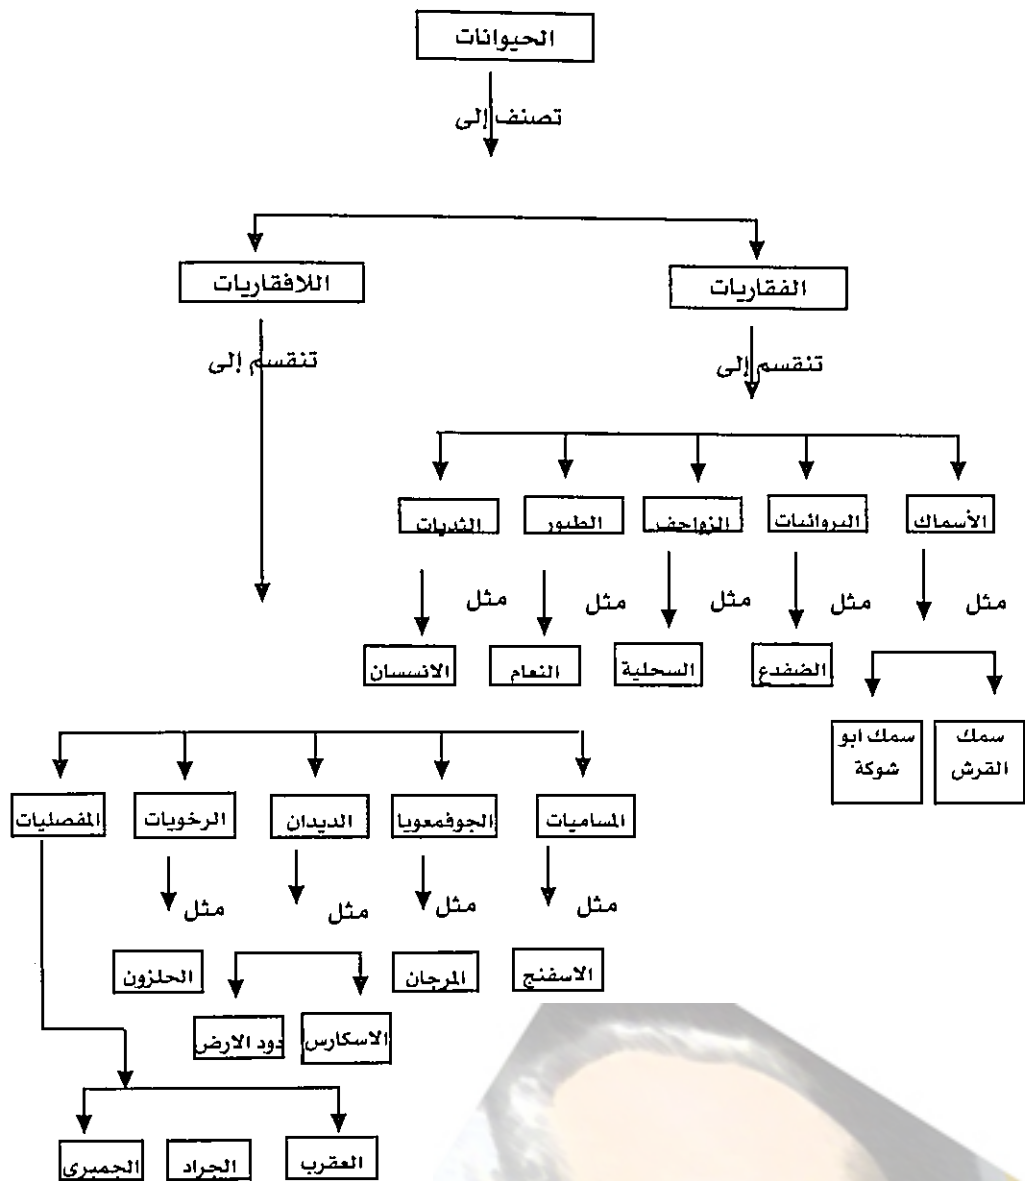 الحيوانات
تصنف إلى
الفقاريات
اللافقاريات
تنقسم إلى
تنقسم إلى
الأسماك
البروائيات
الزواحف
الطيور
الثديات
مثل
مثل
مثل
مثل
مثل
الضفدع
السحلية
النعام
الانسسان
سمك القرش
سمك ابو شوكة
المساميات
الجوفمعويا
الديدان
الرخويات
المفصليات
مثل
مثل
مثل
مثل
الاسفنج
المرجان
الحلزون
الاسكارس
دود الارض
العقرب
الجراد
الجمبرى